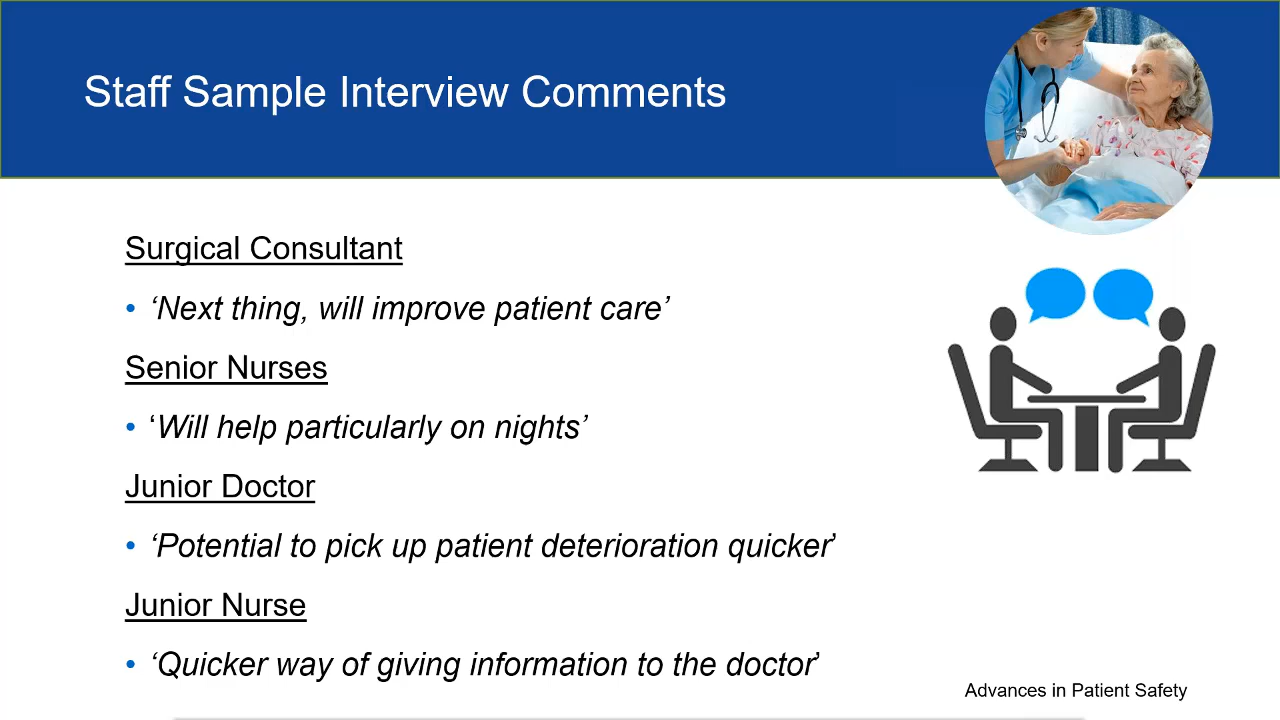 Staff Sample Interview Comments
Surgical Consultant
• ‘Next thing, will improve patient care’
Senior Nurses
• ‘Will help particularly on nights’
Junior Doctor
• ‘Potential to pick up patient deterioration quicker’
Junior Nurse
• ‘Quicker way of giving information to the doctor’
Advances in Patient Safety